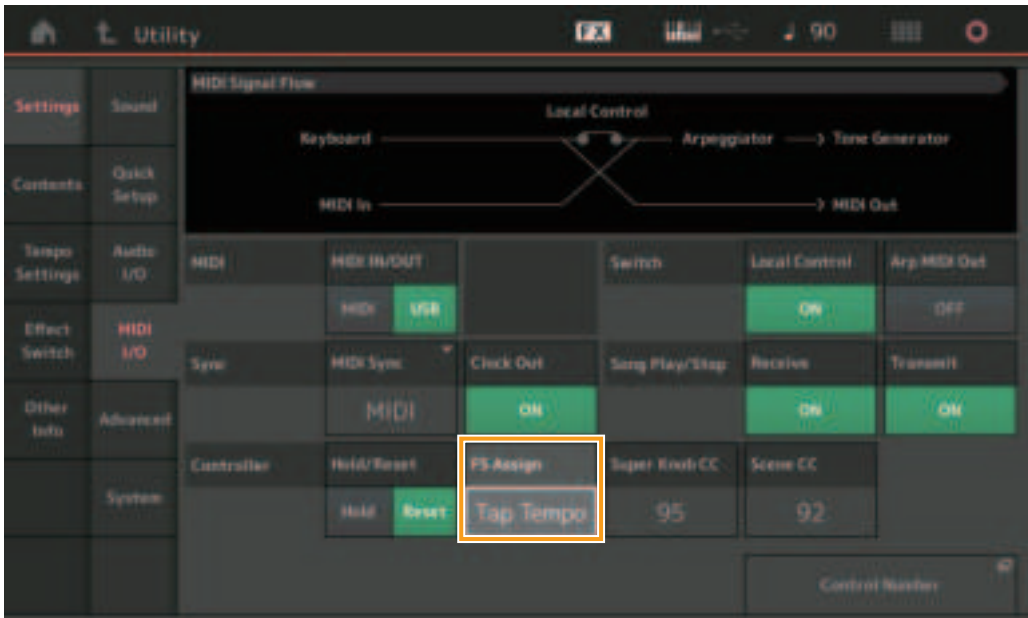 Utility
FX
90
MIDI Signal Flow
Settings
Sound
Local Control
Keyboard
Arpeggiator
Tone Generator
Contents
Quick
Setup
MIDI In
MIDI Out
Tempo
Settings
Audio
I/O
MIDI
MIDI IN/OUT
Switch
Local Control
Arp MIDI Out
MIDI
USB
ON
OFF
Effect
Switch
MIDI
I/O
Sync
MIDI Sync
Clock Out
Song Play/Stop
Receive
Transmit
MIDI
ON
ON
ON
Other
Info
Advanced
Controller
Hold/Reset
FS Assign
Super Knob CC
Scene CC
System
Hold
Reset
Tap Tempo
95
92
Control Number